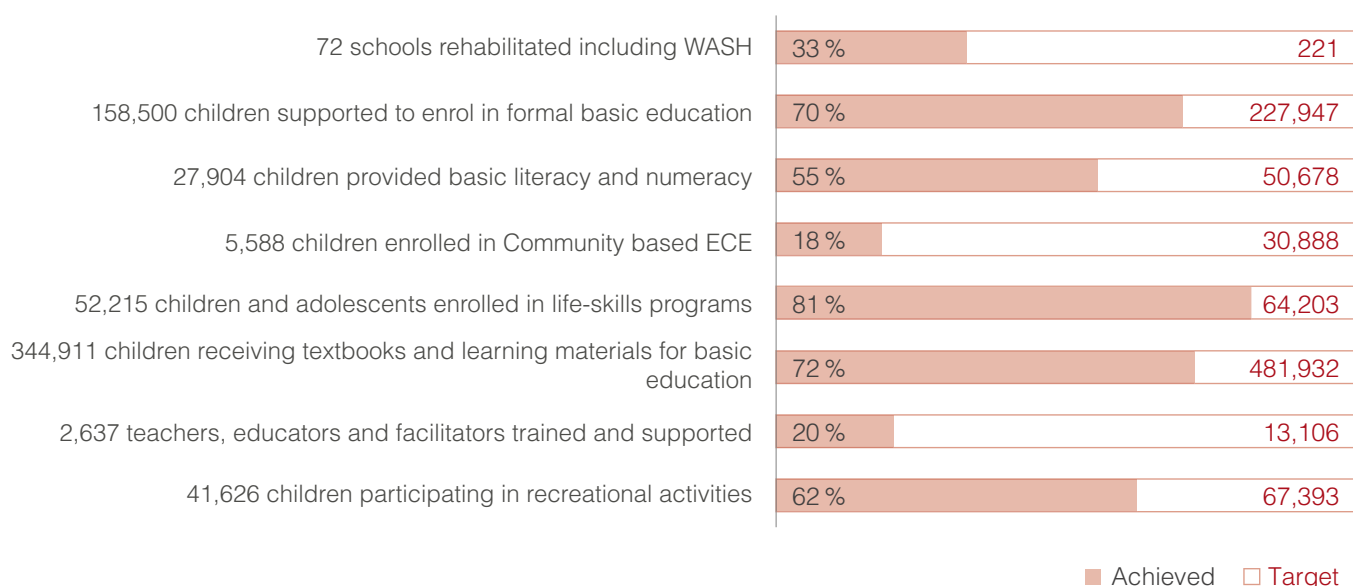 72 schools rehabilitated including WASH 33 % 221
158,500 children supported to enrol in formal basic education 70 % 227,947
27,904 children provided basic literacy and numeracy 55 % 50,678
5,588 children enrolled in Community based ECE 18 % 30,888
52,215 children and adolescents enrolled in life-skills programs 81 % 64,203
344,911 children receiving textbooks and learning materials for basic
education 72 % 481,932
2,637 teachers, educators and facilitators trained and supported 20 % 13,106
41,626 children participating in recreational activities 62 % 67,393
Achieved Target